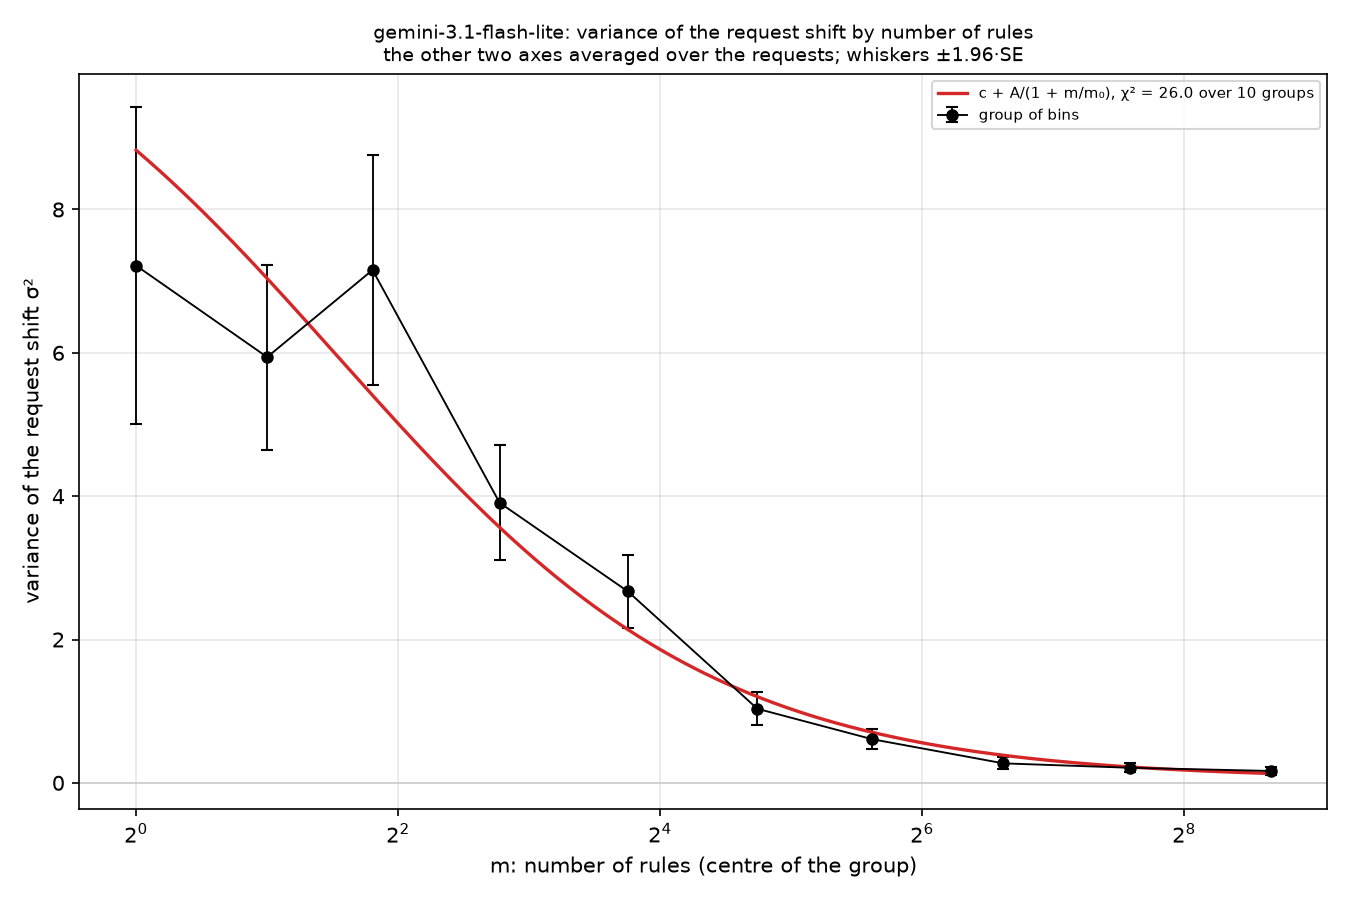 gemini-3.1-flash-lite: variance of the request shift by number of rules
the other two axes averaged over the requests; whiskers ±1.96·SE
c + A/(1 + m/m₀), χ² = 26.0 over 10 groups
group of bins
variance of the request shift σ²
8
6
4
2
0
2⁰
2²
2⁴
2⁶
2⁸
m: number of rules (centre of the group)